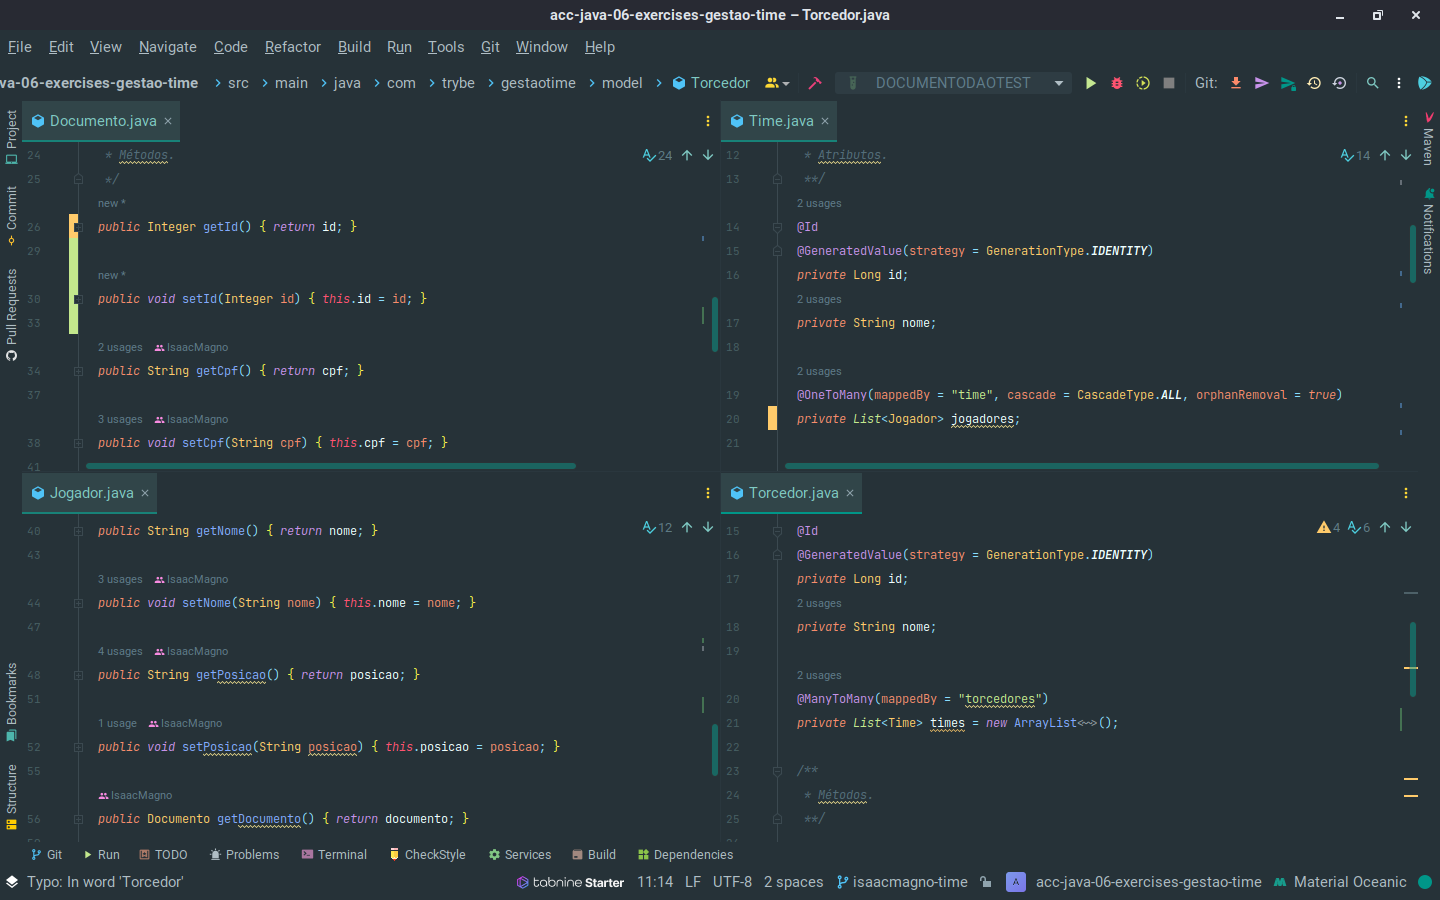 acc-java-06-exercises-gestao-time – Torcedor.java
File Edit View Navigate Code Refactor Build Run Tools Git Window Help
va-06-exercises-gestao-time src main java com trybe gestaotime model Torcedor DOCUMENTODAOTEST Git:
Project
Commit
Pull Requests
Bookmarks
Structure
Documento.java
24 * Métodos. 24
25 */
new *
26 public Integer getId() { return id; }
29
new *
30 public void setId(Integer id) { this.id = id; }
33
2 usages IsaacMagno
34 public String getCpf() { return cpf; }
37
3 usages IsaacMagno
38 public void setCpf(String cpf) { this.cpf = cpf; }
41
Time.java
12 * Atributos. 14
13 **/
2 usages
14 @Id
15 @GeneratedValue(strategy = GenerationType.IDENTITY)
16 private Long id;
2 usages
17 private String nome;
18
2 usages
19 @OneToMany(mappedBy = "time", cascade = CascadeType.ALL, orphanRemoval = true)
20 private List<Jogador> jogadores;
21
Maven
Notifications
Jogador.java
40 public String getNome() { return nome; } 12
43
3 usages IsaacMagno
44 public void setNome(String nome) { this.nome = nome; }
47
4 usages IsaacMagno
48 public String getPosicao() { return posicao; }
51
1 usage IsaacMagno
52 public void setPosicao(String posicao) { this.posicao = posicao; }
55
IsaacMagno
56 public Documento getDocumento() { return documento; }
Torcedor.java
15 @Id 4 6
16 @GeneratedValue(strategy = GenerationType.IDENTITY)
17 private Long id;
2 usages
18 private String nome;
19
2 usages
20 @ManyToMany(mappedBy = "torcedores")
21 private List<Time> times = new ArrayList<~>();
22
23 /**
24 * Métodos.
25 **/
Git Run TODO Problems Terminal CheckStyle Services Build Dependencies
Typo: In word 'Torcedor' tabnine Starter 11:14 LF UTF-8 2 spaces isaacmagno-time A acc-java-06-exercises-gestao-time Material Oceanic